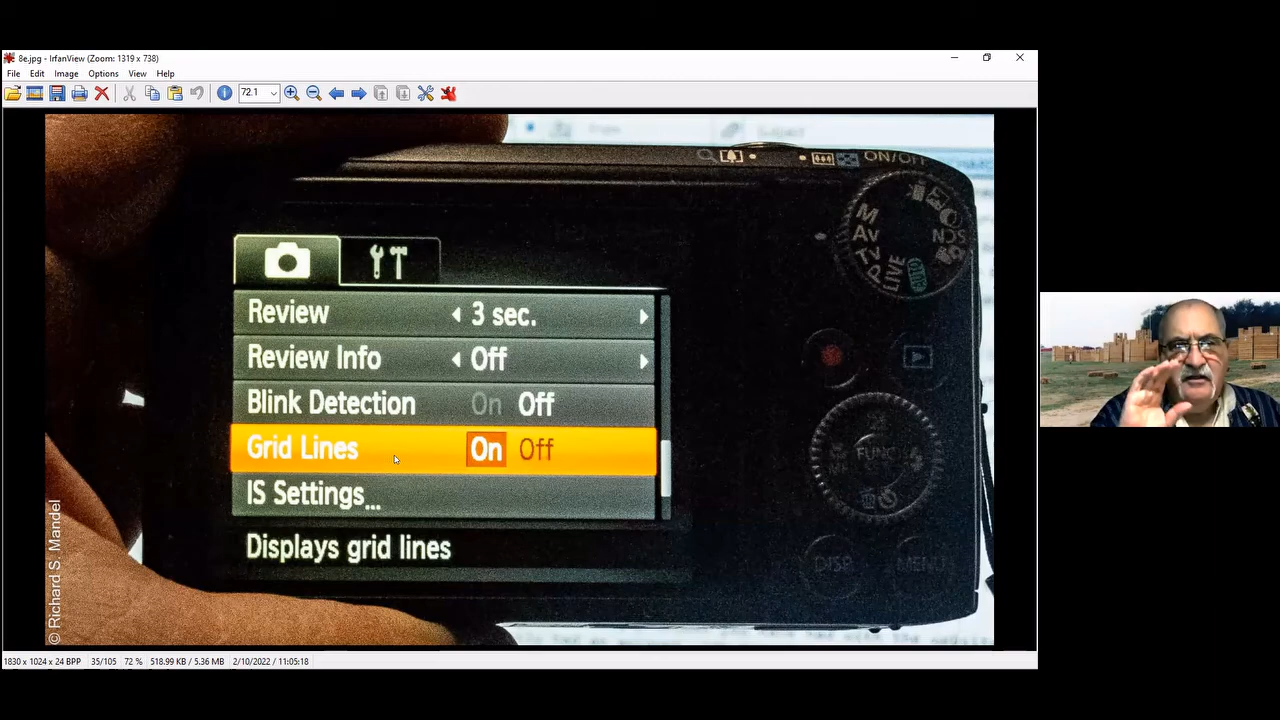 8e.jpg - IrfanView (Zoom: 1319 x 738)
File Edit Image Options View Help
72.1
ON/OFF
M
Av
Tv
P
LIVE
AUTO
SCN
Review 3 sec.
Review Info Off
Blink Detection On Off
Grid Lines On Off
IS Settings...
Displays grid lines
FUNC
DISP.
MENU
© Richard S. Mandel
1830 x 1024 x 24 BPP 35/105 72 % 518.99 KB / 5.36 MB 2/10/2022 / 11:05:18